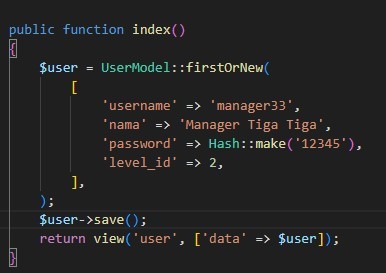 public function index()
{
    $user = UserModel::firstOrNew(
        [
            'username' => 'manager33',
            'nama' => 'Manager Tiga Tiga',
            'password' => Hash::make('12345'),
            'level_id' => 2,
        ],
    );
    $user->save();
    return view('user', ['data' => $user]);
}